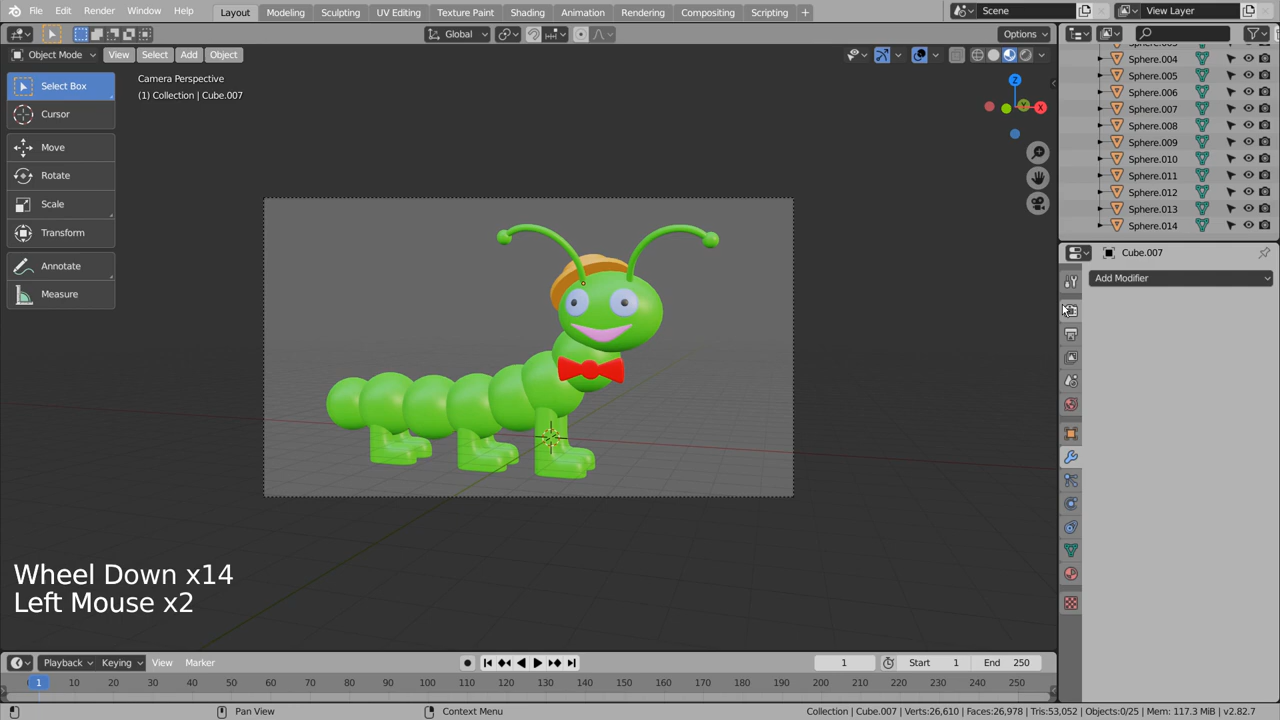 File Edit Render Window Help Layout Modeling Sculpting UV Editing Texture Paint Shading Animation Rendering Compositing Scripting + Scene View Layer
Global Options
Object Mode View Select Add Object
Camera Perspective
(1) Collection | Cube.007
Select Box
Cursor
Move
Rotate
Scale
Transform
Annotate
Measure
Z
Y
X
Sphere.004
Sphere.005
Sphere.006
Sphere.007
Sphere.008
Sphere.009
Sphere.010
Sphere.011
Sphere.012
Sphere.013
Sphere.014
Cube.007
Add Modifier
Wheel Down x14
Left Mouse x2
Playback Keying View Marker 1 Start 1 End 250
1 10 20 30 40 50 60 70 80 90 100 110 120 130 140 150 160 170 180 190 200 210 220 230 240 250
Pan View Context Menu Collection | Cube.007 | Verts:26,610 | Faces:26,978 | Tris:53,052 | Objects:0/25 | Mem: 117.3 MiB | v2.82.7